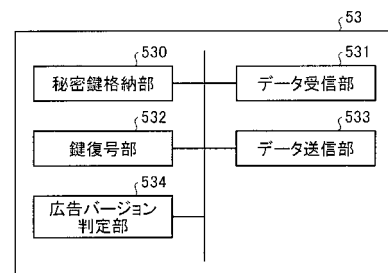 53
530
秘密鍵格納部
531
データ受信部
532
鍵復号部
533
データ送信部
534
広告バージョン
判定部